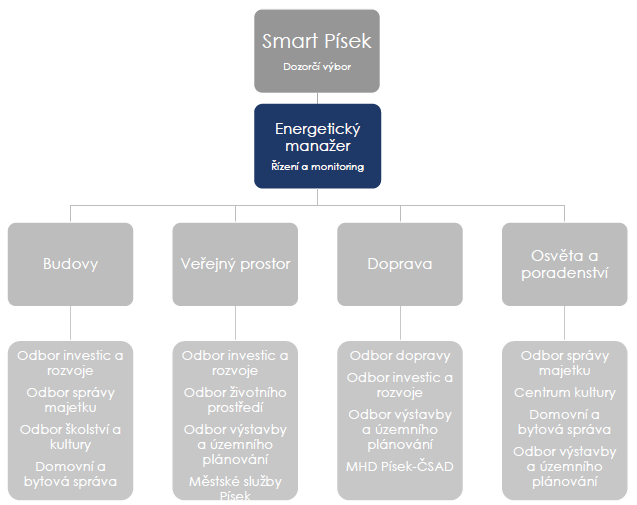 Smart Písek
Dozorčí výbor
Energetický
manažer
Řízení a monitoring
Budovy
Veřejný prostor
Doprava
Osvěta a
poradenství
Odbor investic a
rozvoje
Odbor správy
majetku
Odbor školství a
kultury
Domovní a
bytová správa
Odbor investic a
rozvoje
Odbor životního
prostředí
Odbor výstavby
a územního
plánování
Městské služby
Písek
Odbor dopravy
Odbor investic a
rozvoje
Odbor výstavby
a územního
plánování
MHD Písek-ČSAD
Odbor správy
majetku
Centrum kultury
Domovní a
bytová správa
Odbor výstavby
a územního
plánování